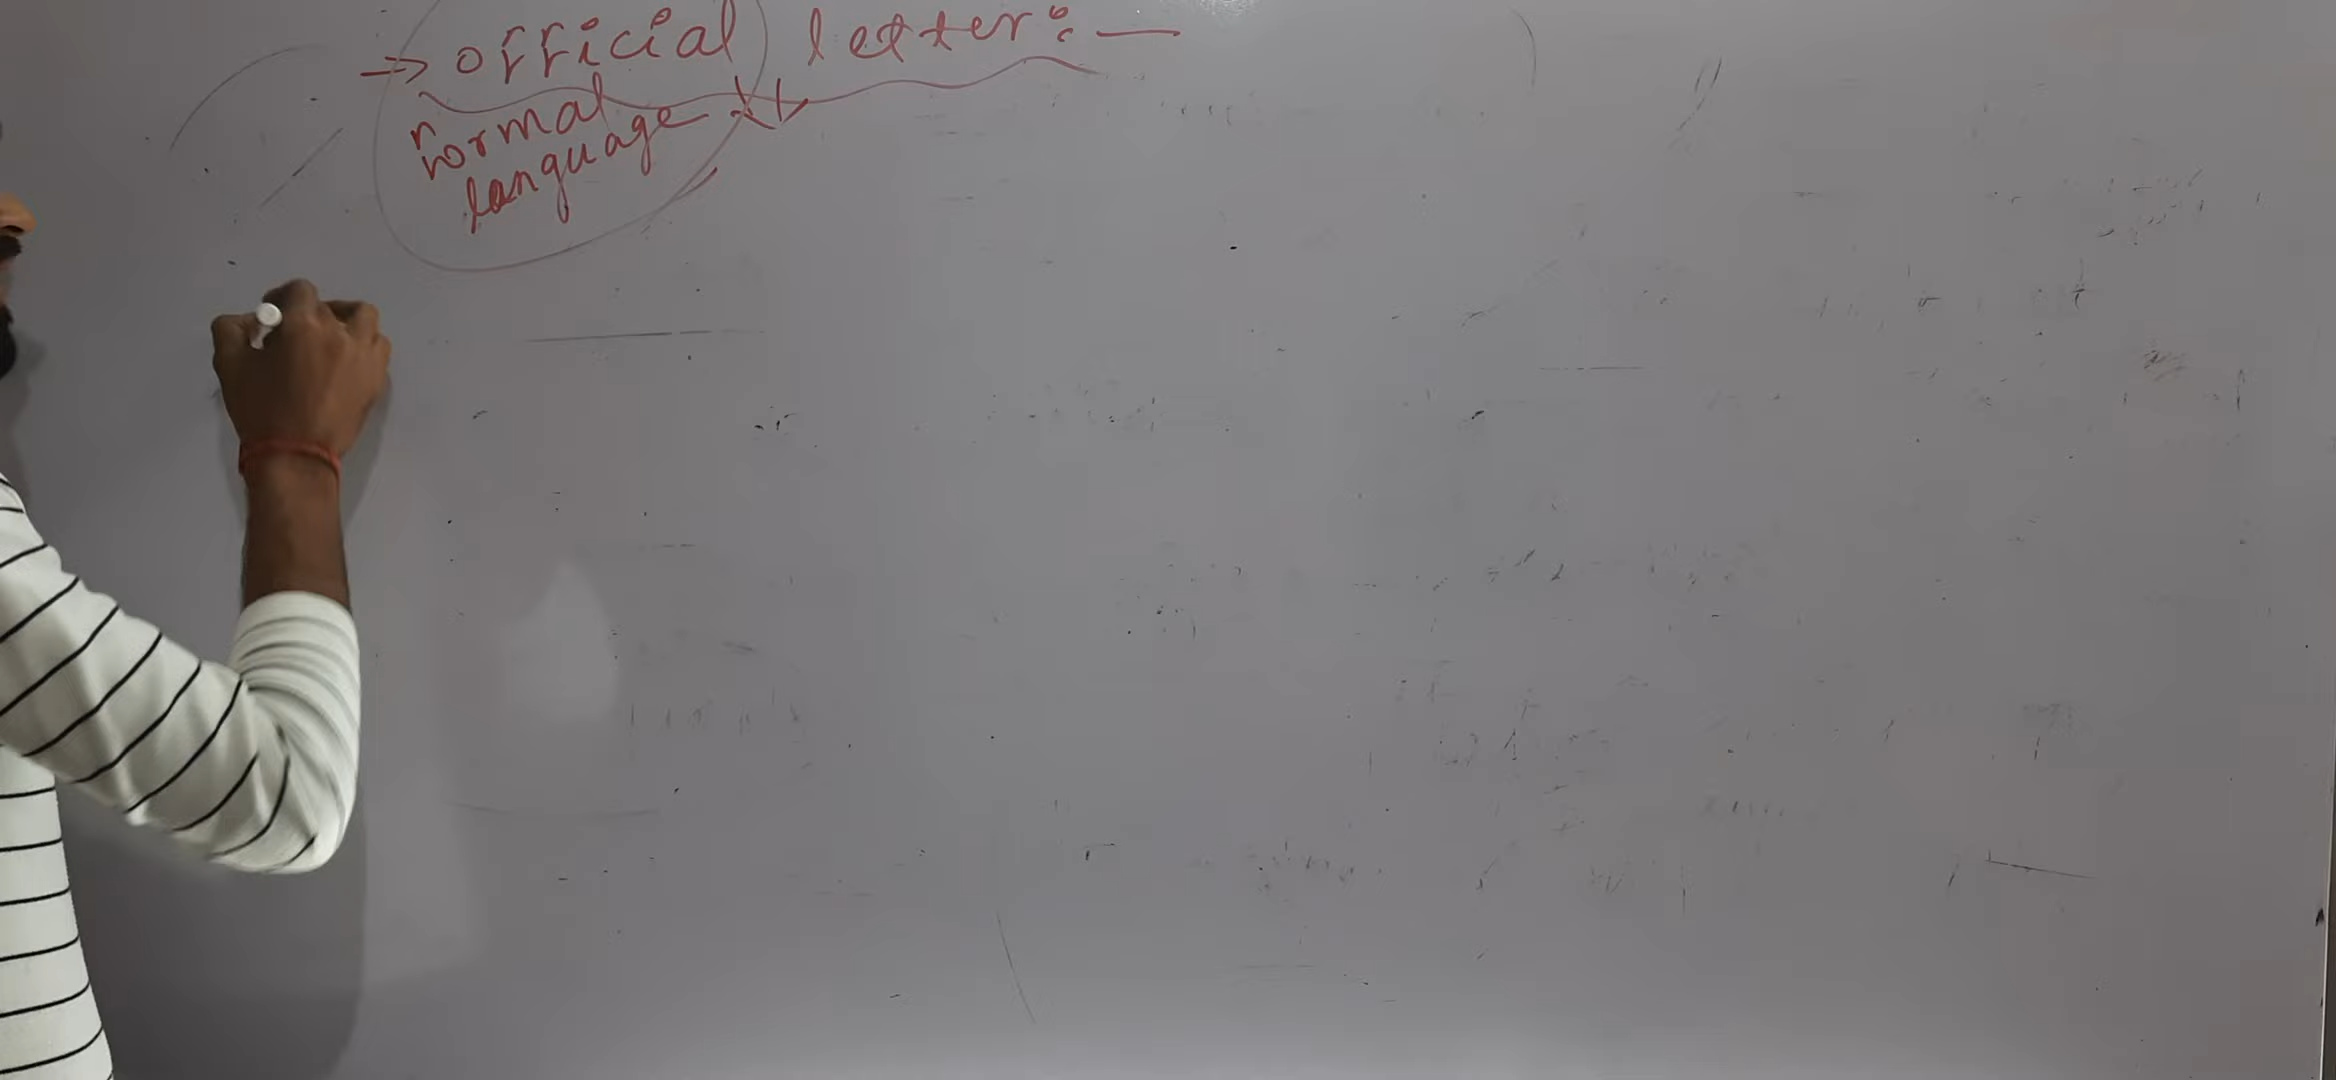 → official letter: —
normal
language